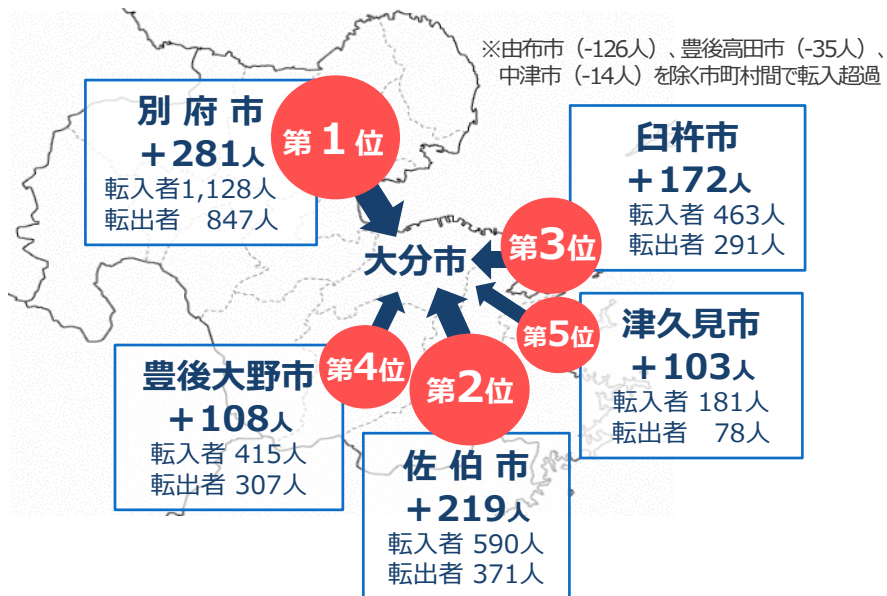 ※由布市（-126人）、豊後高田市（-35人）、
中津市（-14人）を除く市町村間で転入超過
別府市
+281人
転入者1,128人
転出者 847人
第1位
臼杵市
+172人
転入者 463人
転出者 291人
第3位
大分市
津久見市
+103人
転入者 181人
転出者 78人
第5位
豊後大野市
+108人
転入者 415人
転出者 307人
第4位
第2位
佐伯市
+219人
転入者 590人
転出者 371人